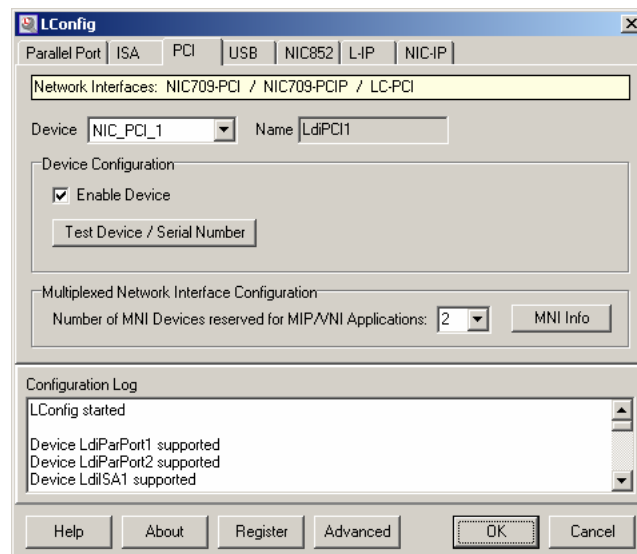 LConfig
Parallel Port ISA PCI USB NIC852 L-IP NIC-IP
Network Interfaces: NIC709-PCI / NIC709-PCIP / LC-PCI
Device NIC_PCI_1 Name LdiPCI1
Device Configuration
Enable Device
Test Device / Serial Number
Multiplexed Network Interface Configuration
Number of MNI Devices reserved for MIP/VNI Applications: 2 MNI Info
Configuration Log
LConfig started
Device LdiParPort1 supported
Device LdiParPort2 supported
Device LdiISA1 supported
Help About Register Advanced OK Cancel